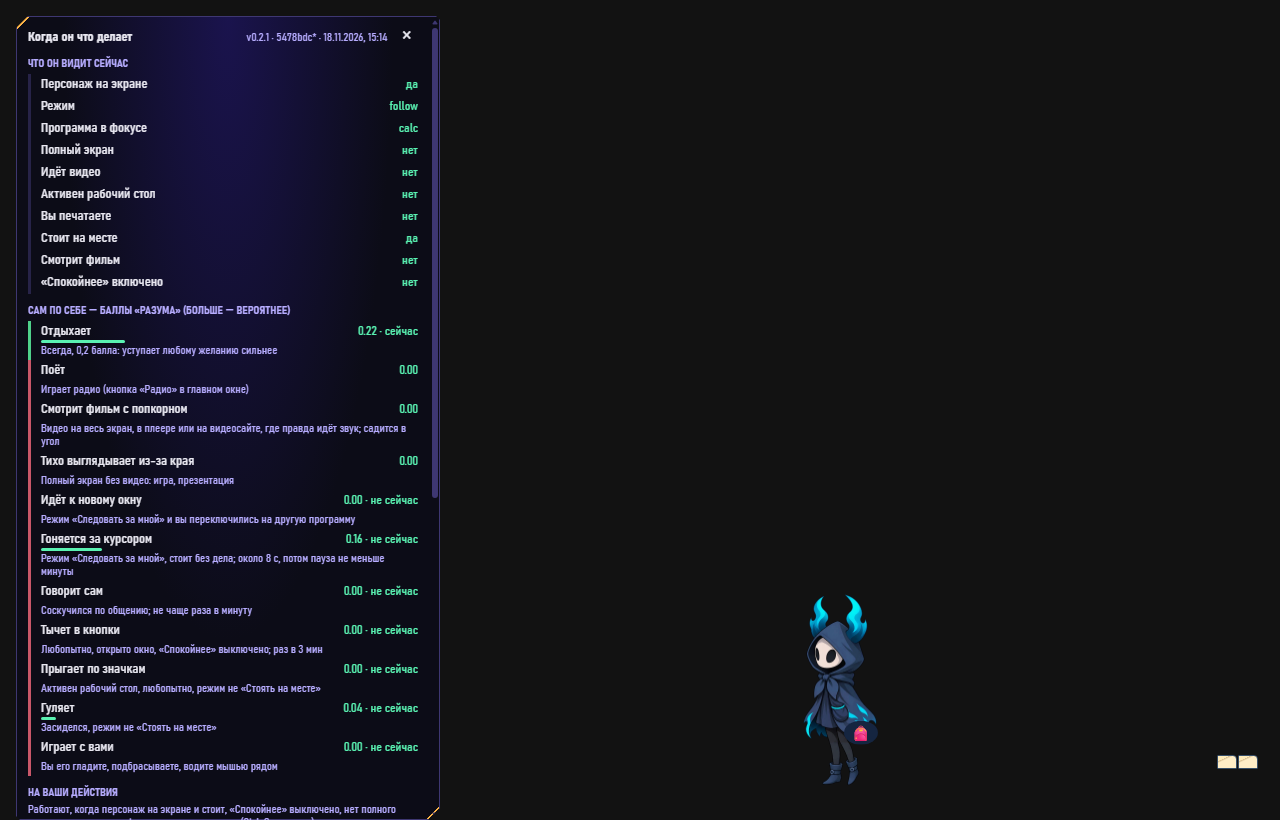 Когда он что делает
v0.2.1 · 5478bdc* · 18.11.2026, 15:14
ЧТО ОН ВИДИТ СЕЙЧАС
Персонаж на экране да
Режим follow
Программа в фокусе calc
Полный экран нет
Идёт видео нет
Активен рабочий стол нет
Вы печатаете нет
Стоит на месте да
Смотрит фильм нет
«Спокойнее» включено нет
САМ ПО СЕБЕ — БАЛЛЫ «РАЗУМА» (БОЛЬШЕ — ВЕРОЯТНЕЕ)
Отдыхает 0.22 · сейчас
Всегда, 0,2 балла: уступает любому желанию сильнее
Поёт 0.00
Играет радио (кнопка «Радио» в главном окне)
Смотрит фильм с попкорном 0.00
Видео на весь экран, в плеере или на видеосайте, где правда идёт звук; садится в
угол
Тихо выглядывает из-за края 0.00
Полный экран без видео: игра, презентация
Идёт к новому окну 0.00 · не сейчас
Режим «Следовать за мной» и вы переключились на другую программу
Гоняется за курсором 0.16 · не сейчас
Режим «Следовать за мной», стоит без дела; около 8 с, потом пауза не меньше
минуты
Говорит сам 0.00 · не сейчас
Соскучился по общению; не чаще раза в минуту
Тычет в кнопки 0.00 · не сейчас
Любопытно, открыто окно, «Спокойнее» выключено; раз в 3 мин
Прыгает по значкам 0.00 · не сейчас
Активен рабочий стол, любопытно, режим не «Стоять на месте»
Гуляет 0.04 · не сейчас
Засиделся, режим не «Стоять на месте»
Играет с вами 0.00 · не сейчас
Вы его гладите, подбрасываете, водите мышью рядом
НА ВАШИ ДЕЙСТВИЯ
Работают, когда персонаж на экране и стоит, «Спокойнее» выключено, нет полного